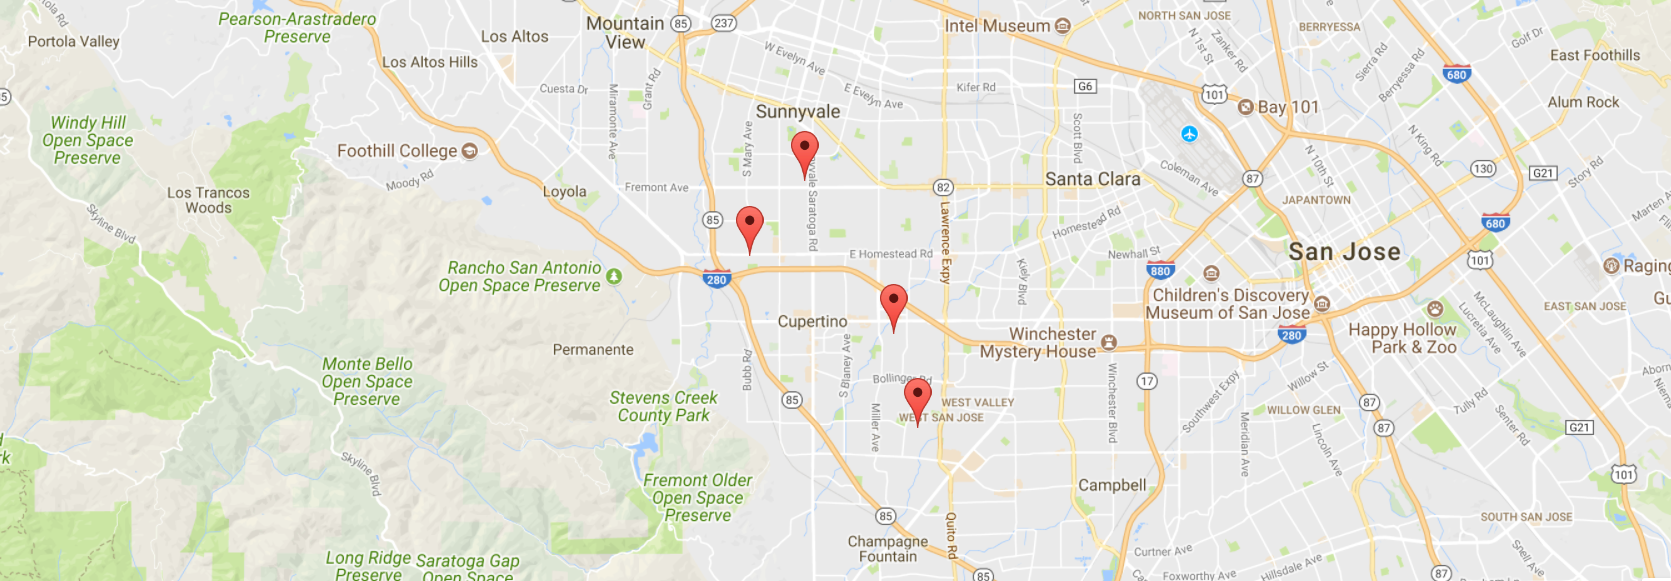 Pearson-Arastradero
Preserve
Portola Valley
Los Altos
Mountain
View
85
237
Intel Museum
NORTH SAN JOSE
N 1st St
Zanker Rd
BERRYESSA
Golf Dr
East Foothills
Sierra Rd
Berryessa Rd
680
Los Altos Hills
W Evelyn Ave
E Evelyn Ave
Kifer Rd
G6
101
Bay 101
Alum Rock
Cuesta Dr
Miramonte Ave
Grant Rd
Sunnyvale
Windy Hill
Open Space
Preserve
Foothill College
S Mary Ave
Scott Blvd
N King Rd
Coleman Ave
N 10th St
130
G21
Story Rd
Moody Rd
Los Trancos
Woods
Loyola
Fremont Ave
82
Santa Clara
87
JAPANTOWN
Skyline Blvd
85
Saratoga Rd
Lawrence Expy
Homestead Rd
680
E Homestead Rd
Newhall St
San Jose
101
Rancho San Antonio
Open Space Preserve
280
Kiely Blvd
880
Children's Discovery
Museum of San Jose
McLaughlin Ave
Lucretia Ave
EAST SAN JOSE
Cupertino
Winchester
Mystery House
280
Happy Hollow
Park & Zoo
Permanente
Monte Bello
Open Space
Preserve
Bubb Rd
S Blaney Ave
Bollinger Rd
Winchester Blvd
17
Southwest Expy
Willow St
Stevens Creek
County Park
85
Miller Ave
WEST VALLEY
WEST SAN JOSE
WILLOW GLEN
87
Tully Rd
Meridian Ave
Lincoln Ave
87
Senter Rd
G21
Skyline Blvd
Fremont Older
Open Space
Preserve
Campbell
101
85
Quito Rd
SOUTH SAN JOSE
Champagne
Fountain
Curtner Ave
Snell Ave
Long Ridge
Preserve
Saratoga Gap
Open Space
85
Foxworthy Ave
Hillsdale Ave
87